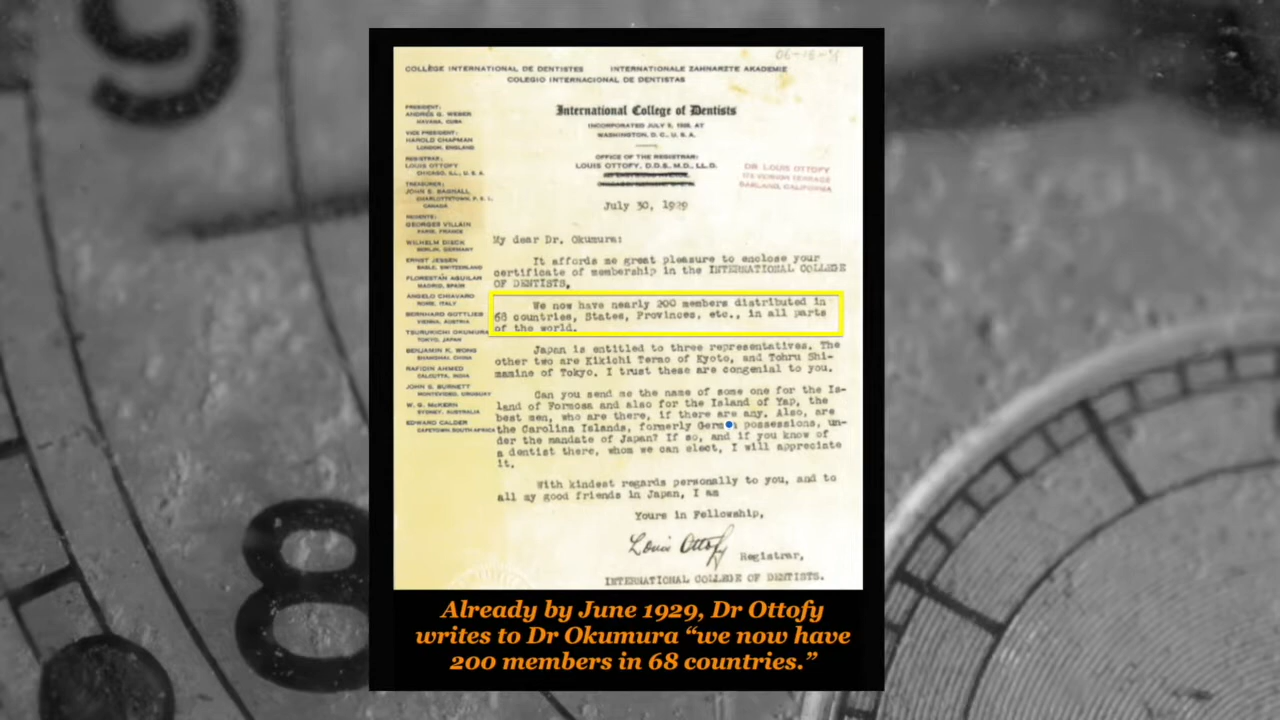 9
8
COLLÈGE INTERNATIONAL DE DENTISTES INTERNATIONALE ZAHNARZTE AKADEMIE
COLEGIO INTERNACIONAL DE DENTISTAS
International College of Dentists
INCORPORATED JULY 5, 1928, AT
WASHINGTON, D. C., U. S. A.
OFFICE OF THE REGISTRAR:
LOUIS OTTOFY, D.D.S., M.D., LL.D.
DR. LOUIS OTTOFY
175 VERNON TERRACE
OAKLAND, CALIFORNIA
July 30, 1929
PRESIDENT:
ANDRES G. WEBER
HAVANA, CUBA
VICE PRESIDENT:
HAROLD CHAPMAN
LONDON, ENGLAND
REGISTRAR:
LOUIS OTTOFY
CHICAGO, ILL., U. S. A.
TREASURER:
JOHN S. BAGNALL
CHARLOTTETOWN, P. E. I.,
CANADA
REGENTS:
GEORGES VILLAIN
PARIS, FRANCE
WILHELM DIECK
BERLIN, GERMANY
ERNST JESSEN
BASLE, SWITZERLAND
FLORESTAN AGUILAR
MADRID, SPAIN
ANGELO CHIAVARO
ROME, ITALY
BERNHARD GOTTLIEB
VIENNA, AUSTRIA
TSURUKICHI OKUMURA
TOKYO, JAPAN
BENJAMIN K. WONG
SHANGHAI, CHINA
RAFIDIN AHMED
CALCUTTA, INDIA
JOHN S. BURNETT
MONTEVIDEO, URUGUAY
W. G. McKERN
SYDNEY, AUSTRALIA
EDWARD CALDER
CAPETOWN, SOUTH AFRICA
My dear Dr. Okumura:
It affords me great pleasure to enclose your
certificate of membership in the INTERNATIONAL COLLEGE
OF DENTISTS.
We now have nearly 200 members distributed in
68 countries, States, Provinces, etc., in all parts
of the world.
Japan is entitled to three representatives. The
other two are Kikichi Terao of Kyoto, and Tohru Shi-
mamine of Tokyo. I trust these are congenial to you.
Can you send me the name of some one for the Is-
land of Formosa and also for the Island of Yap, the
best men, who are there, if there are any. Also, are
the Carolina Islands, formerly possessions, un-
der the mandate of Japan? If so, and if you know of
a dentist there, whom we can elect, I will appreciate
it.
With kindest regards personally to you, and to
all my good friends in Japan, I am
Yours in Fellowship,
Louis Ottofy
Registrar,
INTERNATIONAL COLLEGE OF DENTISTS.
Already by June 1929, Dr Ottofy
writes to Dr Okumura “we now have
200 members in 68 countries.”